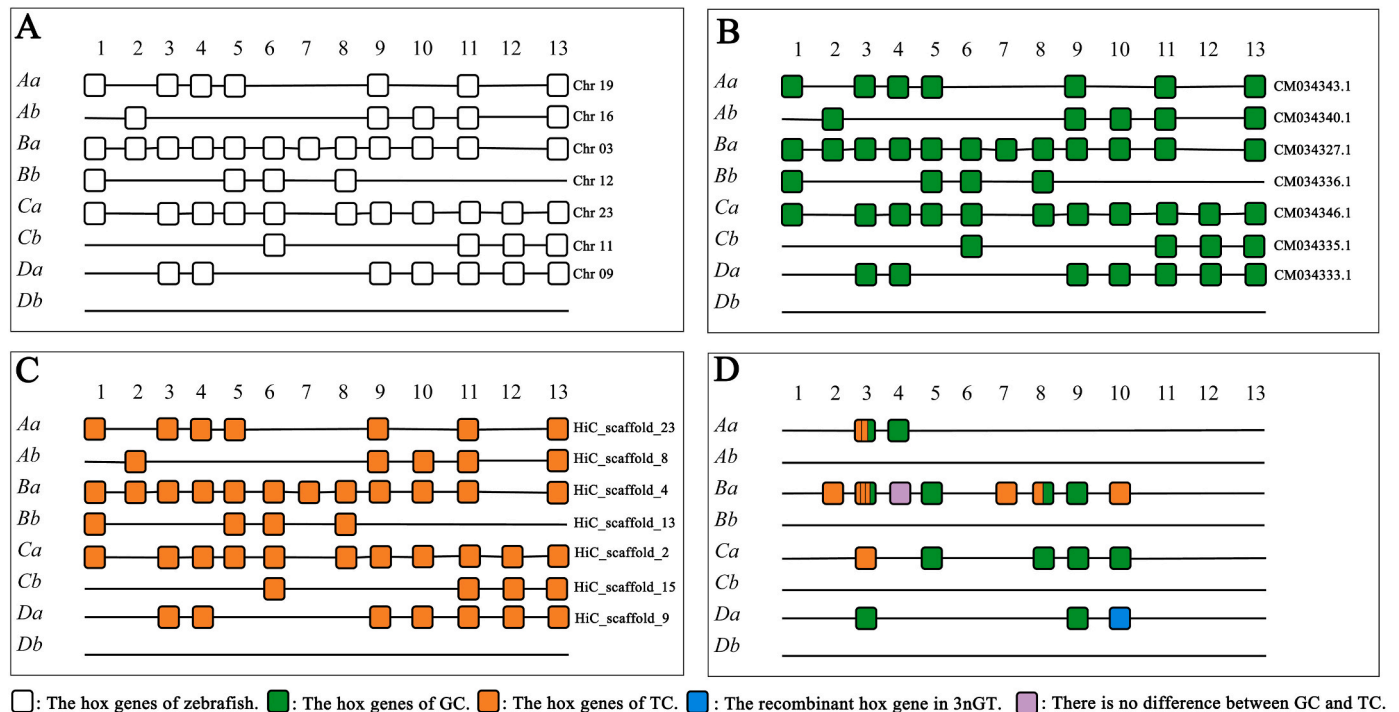 A
1 2 3 4 5 6 7 8 9 10 11 12 13
Aa Chr 19
Ab Chr 16
Ba Chr 03
Bb Chr 12
Ca Chr 23
Cb Chr 11
Da Chr 09
Db
B
1 2 3 4 5 6 7 8 9 10 11 12 13
Aa CM034343.1
Ab CM034340.1
Ba CM034327.1
Bb CM034336.1
Ca CM034346.1
Cb CM034335.1
Da CM034333.1
Db
C
1 2 3 4 5 6 7 8 9 10 11 12 13
Aa HiC_scaffold_23
Ab HiC_scaffold_8
Ba HiC_scaffold_4
Bb HiC_scaffold_13
Ca HiC_scaffold_2
Cb HiC_scaffold_15
Da HiC_scaffold_9
Db
D
1 2 3 4 5 6 7 8 9 10 11 12 13
Aa
Ab
Ba
Bb
Ca
Cb
Da
Db
: The hox genes of zebrafish. : The hox genes of GC. : The hox genes of TC. : The recombinant hox gene in 3nGT. : There is no difference between GC and TC.